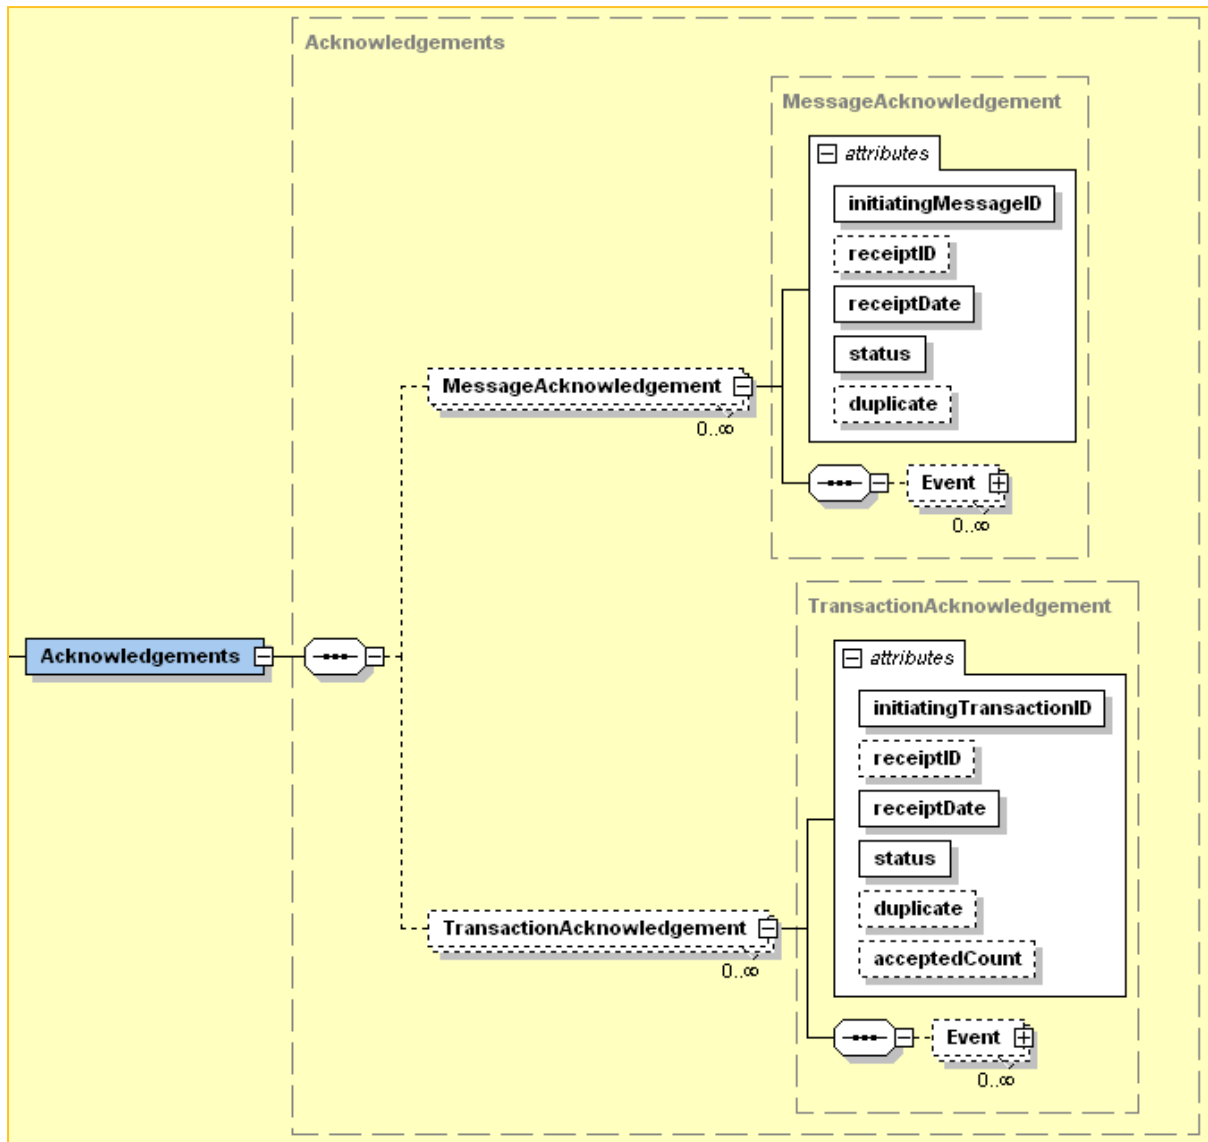 Acknowledgements
MessageAcknowledgement
attributes
initiatingMessageID
receiptID
receiptDate
status
duplicate
MessageAcknowledgement
0..∞
Event
0..∞
TransactionAcknowledgement
Acknowledgements
attributes
initiatingTransactionID
receiptID
receiptDate
status
duplicate
TransactionAcknowledgement
acceptedCount
0..∞
Event
0..∞